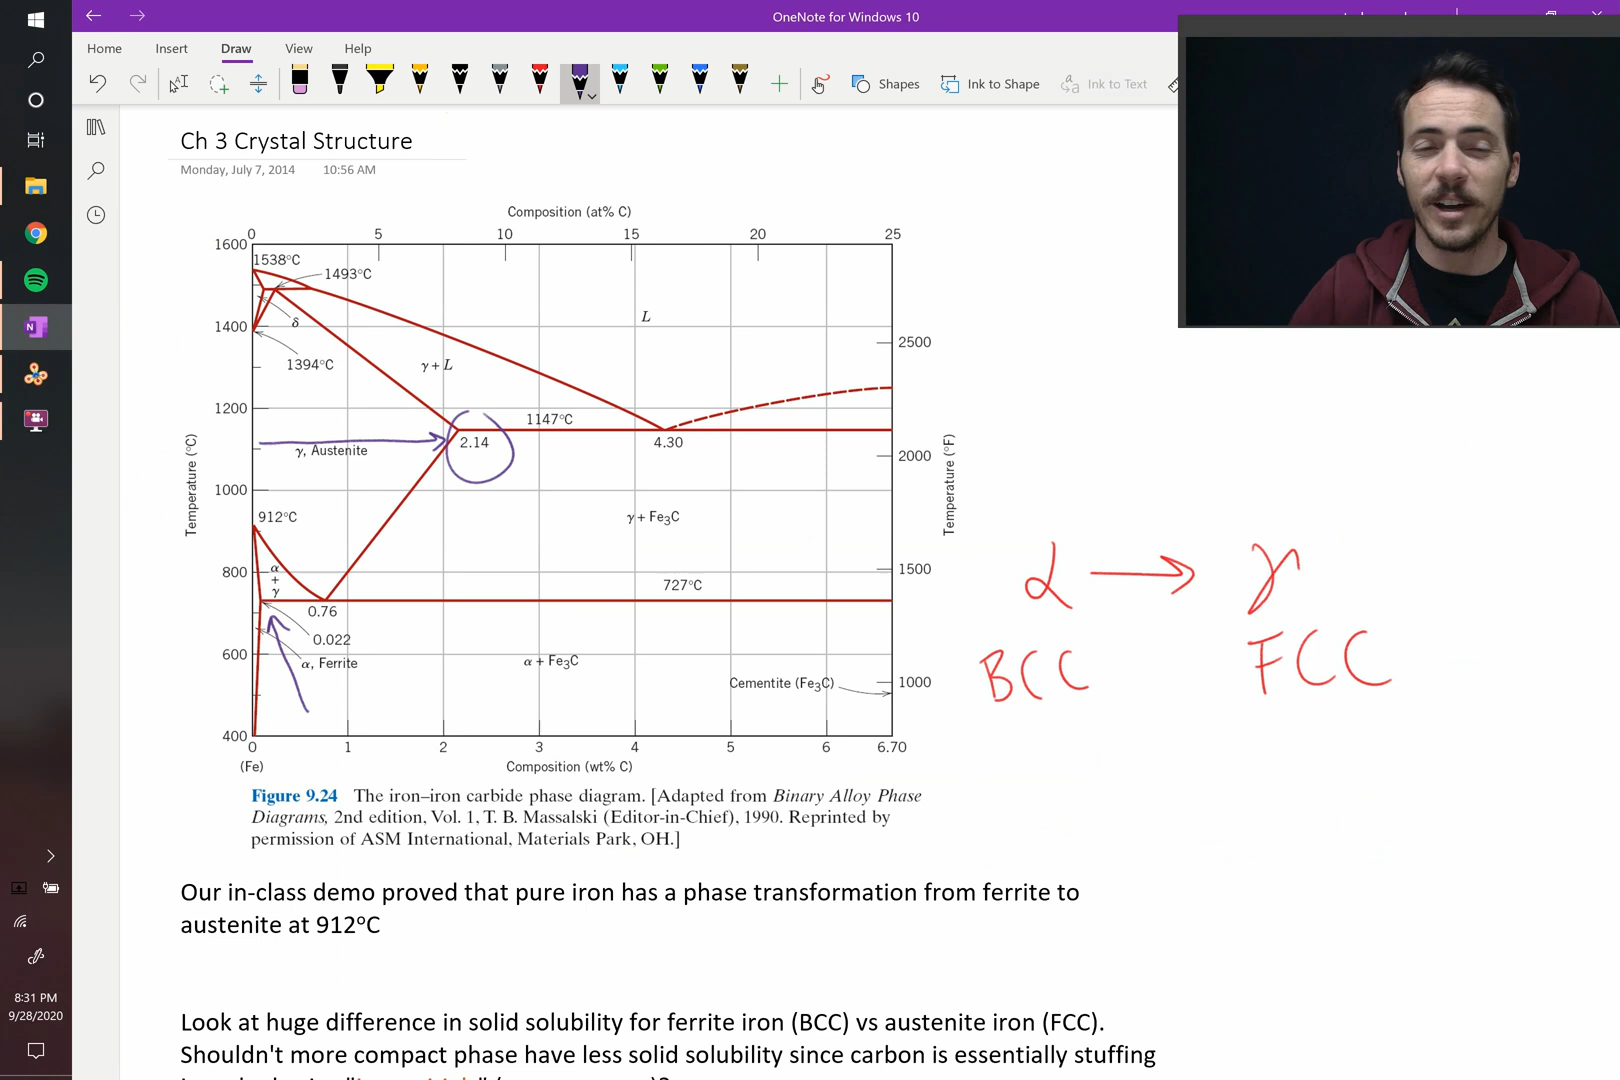 OneNote for Windows 10
Home Insert Draw View Help
Shapes Ink to Shape Ink to Text
Ch 3 Crystal Structure
Monday, July 7, 2014 10:56 AM
Composition (at% C)
0 5 10 15 20 25
1600
1538°C
1493°C
δ
L
1400
2500
1394°C
γ + L
1200
1147°C
2.14
4.30
γ, Austenite
2000
Temperature (°C)
Temperature (°F)
1000
912°C
γ + Fe3C
α
+
γ
800
1500
727°C
0.76
0.022
600
α, Ferrite
α + Fe3C
Cementite (Fe3C)
1000
400
0 1 2 3 4 5 6 6.70
(Fe)
Composition (wt% C)
α → γ
BCC FCC
Figure 9.24 The iron–iron carbide phase diagram. [Adapted from Binary Alloy Phase
Diagrams, 2nd edition, Vol. 1, T. B. Massalski (Editor-in-Chief), 1990. Reprinted by
permission of ASM International, Materials Park, OH.]
Our in-class demo proved that pure iron has a phase transformation from ferrite to
austenite at 912°C
Look at huge difference in solid solubility for ferrite iron (BCC) vs austenite iron (FCC).
Shouldn't more compact phase have less solid solubility since carbon is essentially stuffing
8:31 PM
9/28/2020